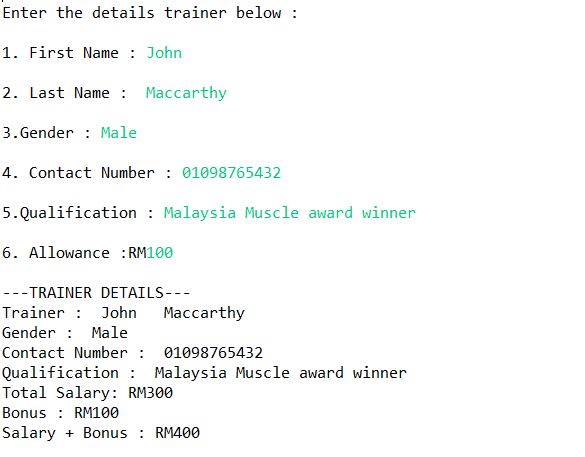 Enter the details trainer below :
1. First Name : John
2. Last Name :  Maccarthy
3.Gender : Male
4. Contact Number : 01098765432
5.Qualification : Malaysia Muscle award winner
6. Allowance :RM100
---TRAINER DETAILS---
Trainer :  John   Maccarthy
Gender :  Male
Contact Number :  01098765432
Qualification :  Malaysia Muscle award winner
Total Salary: RM300
Bonus : RM100
Salary + Bonus : RM400